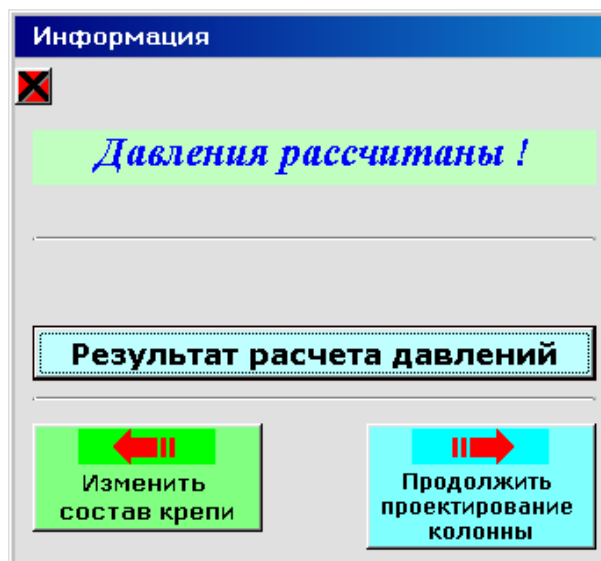 Информация
Давления рассчитаны !
Результат расчета давлений
Изменить
состав крепи
Продолжить
проектирование
колонны